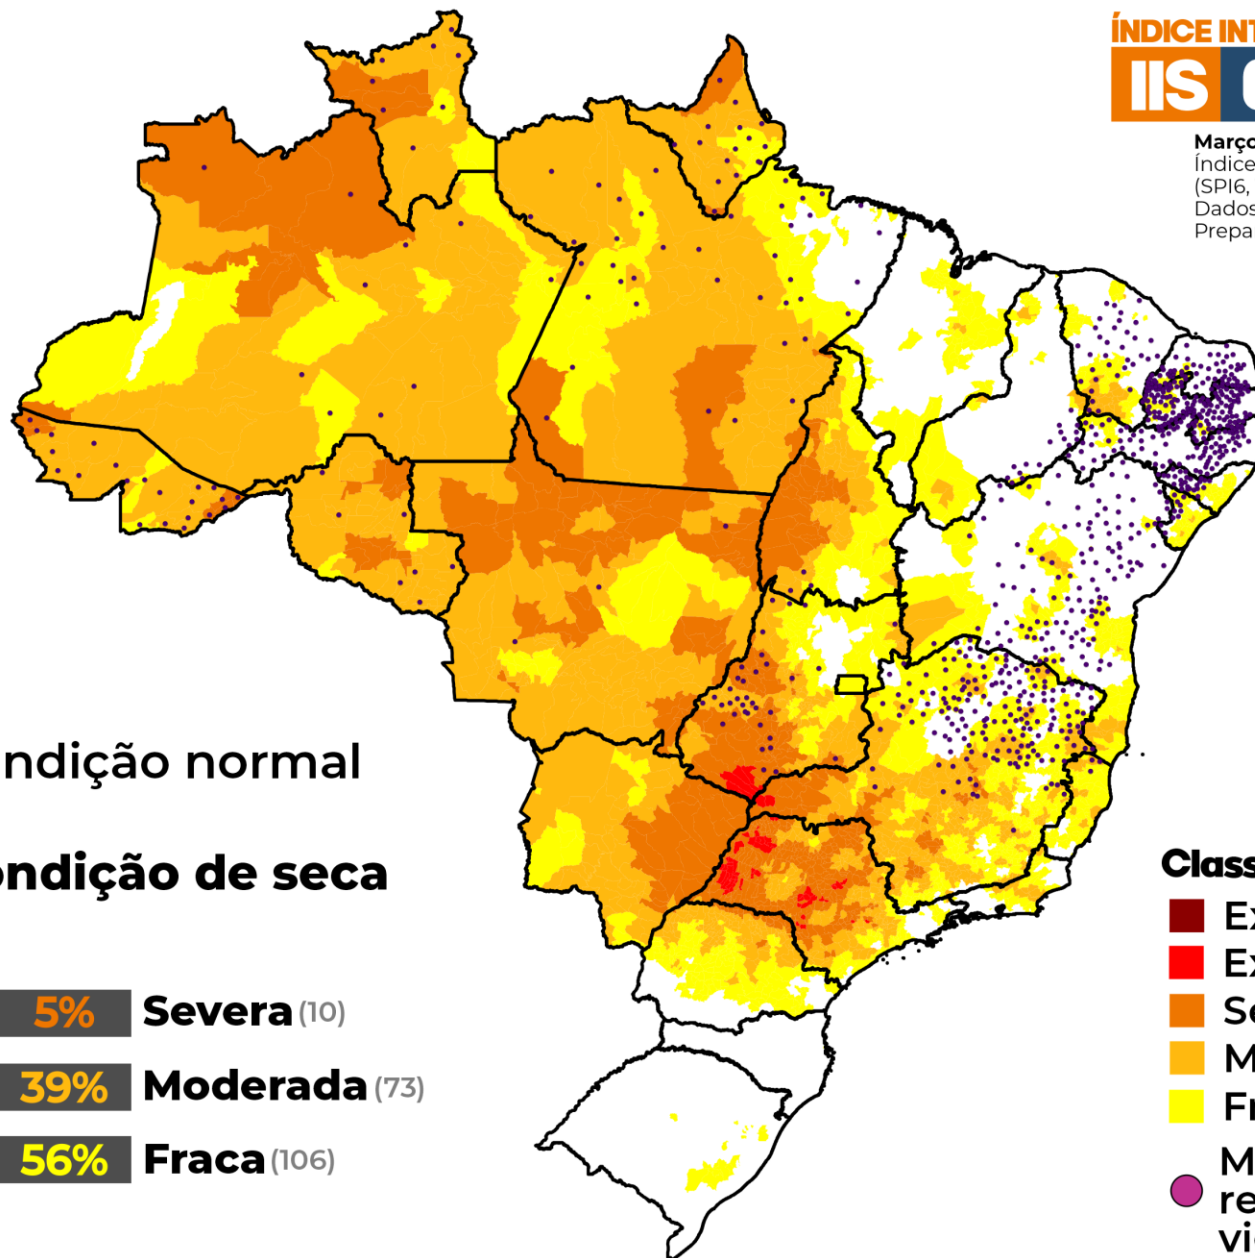 ÍNDICE INT
IIS
Março
Índice
(SPI6,
Dados
Prepa
ndição normal
ondição de seca
5% Severa (10)
39% Moderada (73)
56% Fraca (106)
Class
Ex
Ex
Se
M
Fr
M
re
vi